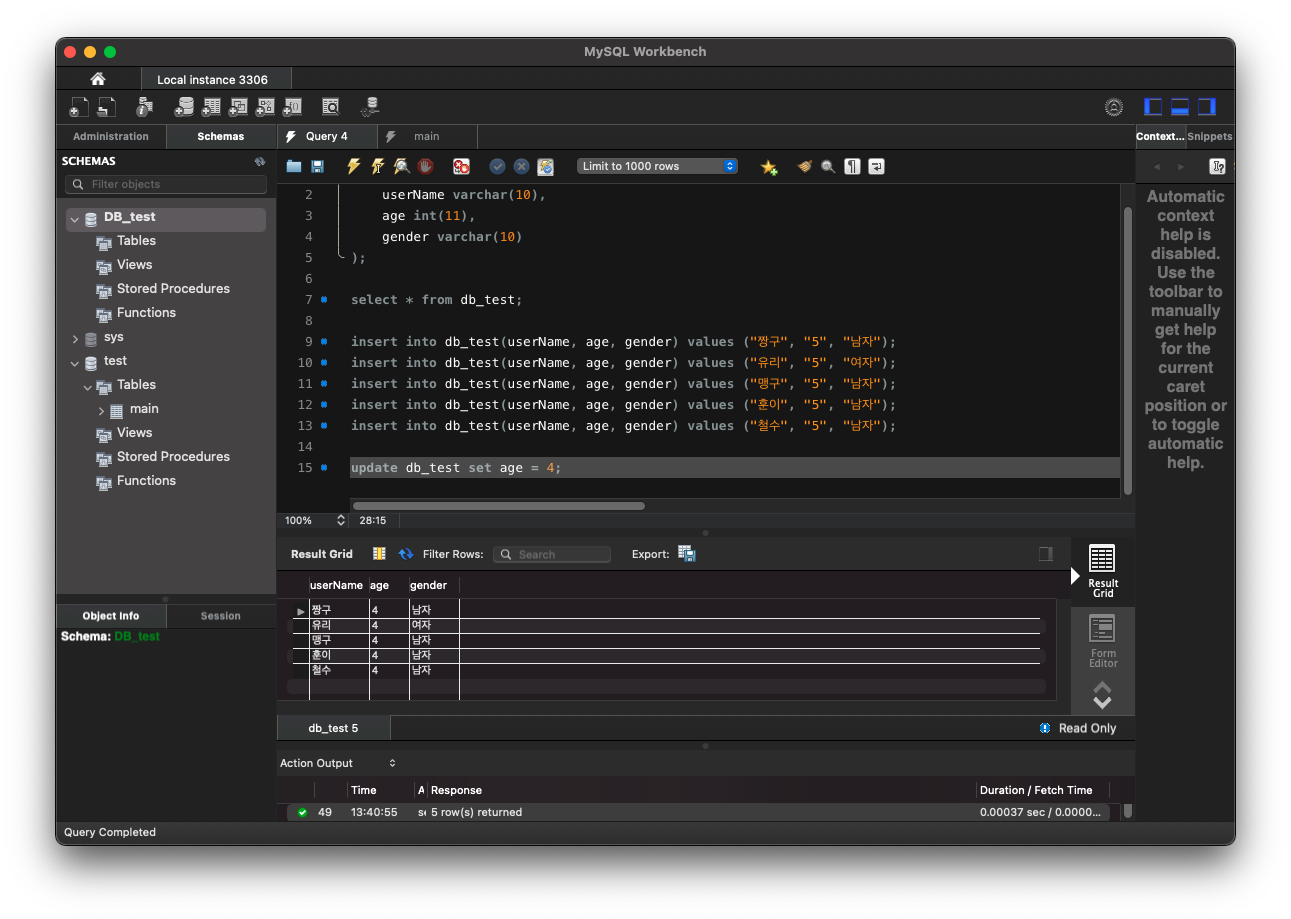 MySQL Workbench
Local instance 3306
Administration Schemas
Query 4 main
Context... Snippets
SCHEMAS
Filter objects
DB_test
Tables
Views
Stored Procedures
Functions
sys
test
Tables
main
Views
Stored Procedures
Functions
Object Info Session
Schema: DB_test
Limit to 1000 rows
2 userName varchar(10),
3 age int(11),
4 gender varchar(10)
5 );
6
7 select * from db_test;
8
9 insert into db_test(userName, age, gender) values ("짱구", "5", "남자");
10 insert into db_test(userName, age, gender) values ("유리", "5", "여자");
11 insert into db_test(userName, age, gender) values ("맹구", "5", "남자");
12 insert into db_test(userName, age, gender) values ("훈이", "5", "남자");
13 insert into db_test(userName, age, gender) values ("철수", "5", "남자");
14
15 update db_test set age = 4;
100% 28:15
Result Grid Filter Rows: Search Export:
userName age gender
짱구 4 남자
유리 4 여자
맹구 4 남자
훈이 4 남자
철수 4 남자
Result
Grid
Form
Editor
db_test 5 Read Only
Action Output
Time A Response Duration / Fetch Time
49 13:40:55 se 5 row(s) returned 0.00037 sec / 0.0000...
Automatic
context
help is
disabled.
Use the
toolbar to
manually
get help
for the
current
caret
position or
to toggle
automatic
help.
Query Completed